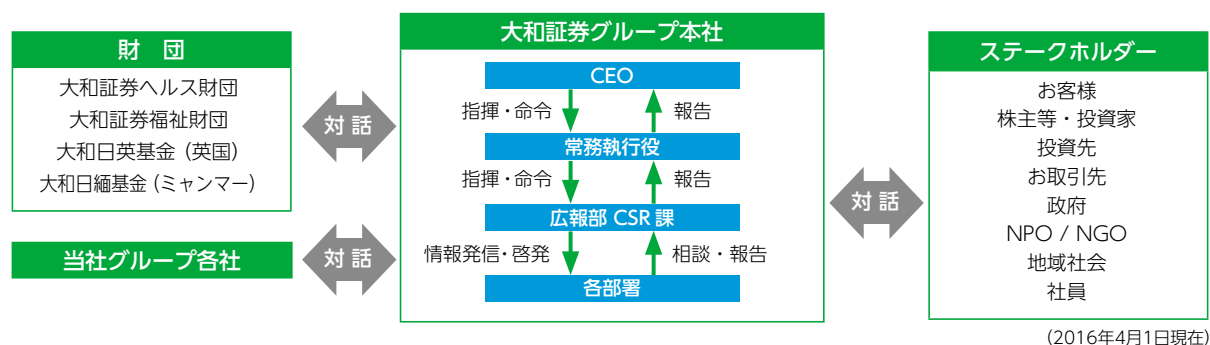 財　団
大和証券ヘルス財団
大和証券福祉財団
大和日英基金（英国）
大和日緬基金（ミャンマー）
当社グループ各社
対 話
対 話
大和証券グループ本社
CEO
指揮・命令
報告
常務執行役
指揮・命令
報告
広報部 CSR 課
情報発信・啓発
相談・報告
各部署
対 話
ステークホルダー
お客様
株主等・投資家
投資先
お取引先
政府
NPO / NGO
地域社会
社員
（2016年4月1日現在）